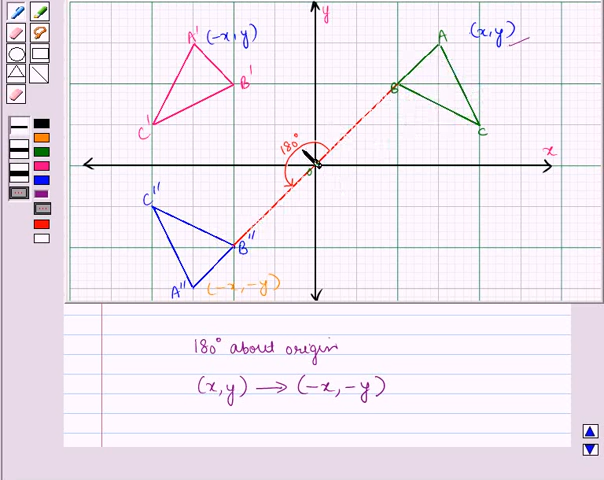 y
A' (-x, y)
A
(x, y)
B'
B
C'
C
180°
x
o
C"
B"
A" (-x, -y)
180° about origin
(x, y) → (-x, -y)